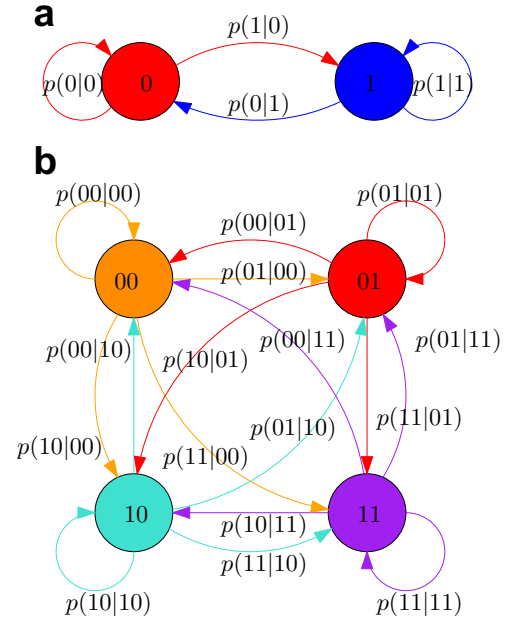 a
p(1|0)
p(0|0) 0 1 p(1|1)
p(0|1)
b
p(00|00) p(01|01)
p(00|01)
00 p(01|00) 01
p(00|10) p(10|01) p(00|11) p(01|11)
p(10|00) p(11|00) p(01|10) p(11|01)
10 p(10|11) 11
p(11|10)
p(10|10) p(11|11)